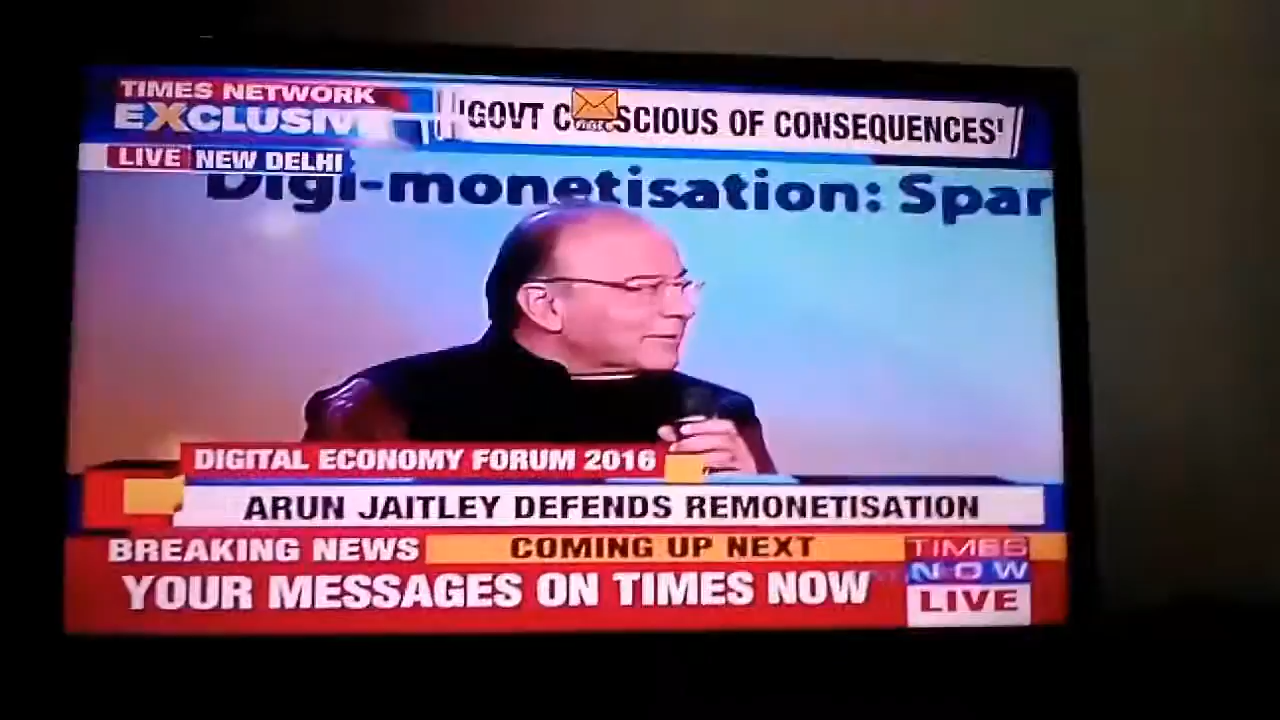 TIMES NETWORK
EXCLUSIVE
'GOVT CONSCIOUS OF CONSEQUENCES'
LIVE NEW DELHI
Digi-monetisation: Spar
DIGITAL ECONOMY FORUM 2016
ARUN JAITLEY DEFENDS REMONETISATION
BREAKING NEWS COMING UP NEXT
YOUR MESSAGES ON TIMES NOW
TIMES
NOW
LIVE